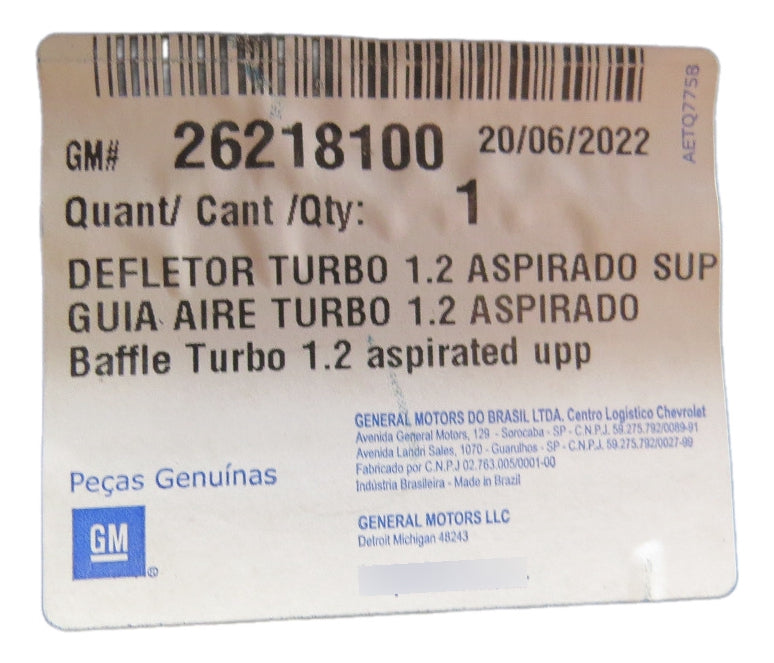 GM# 26218100 20/06/2022
AETQ7775B
Quant/ Cant /Qty: 1
DEFLETOR TURBO 1.2 ASPIRADO SUP
GUIA AIRE TURBO 1.2 ASPIRADO
Baffle Turbo 1.2 aspirated upp
GENERAL MOTORS DO BRASIL LTDA. Centro Logístico Chevrolet
Avenida General Motors, 129 - Sorocaba - SP - C.N.P.J. 59.275.792/0089-91
Avenida Landri Sales, 1070 - Guarulhos - SP - C.N.P.J. 59.275.792/0027-99
Fabricado por C.N.P.J 02.763.005/0001-00
Indústria Brasileira - Made in Brazil
Peças Genuínas
GM®
GENERAL MOTORS LLC
Detroit Michigan 48243